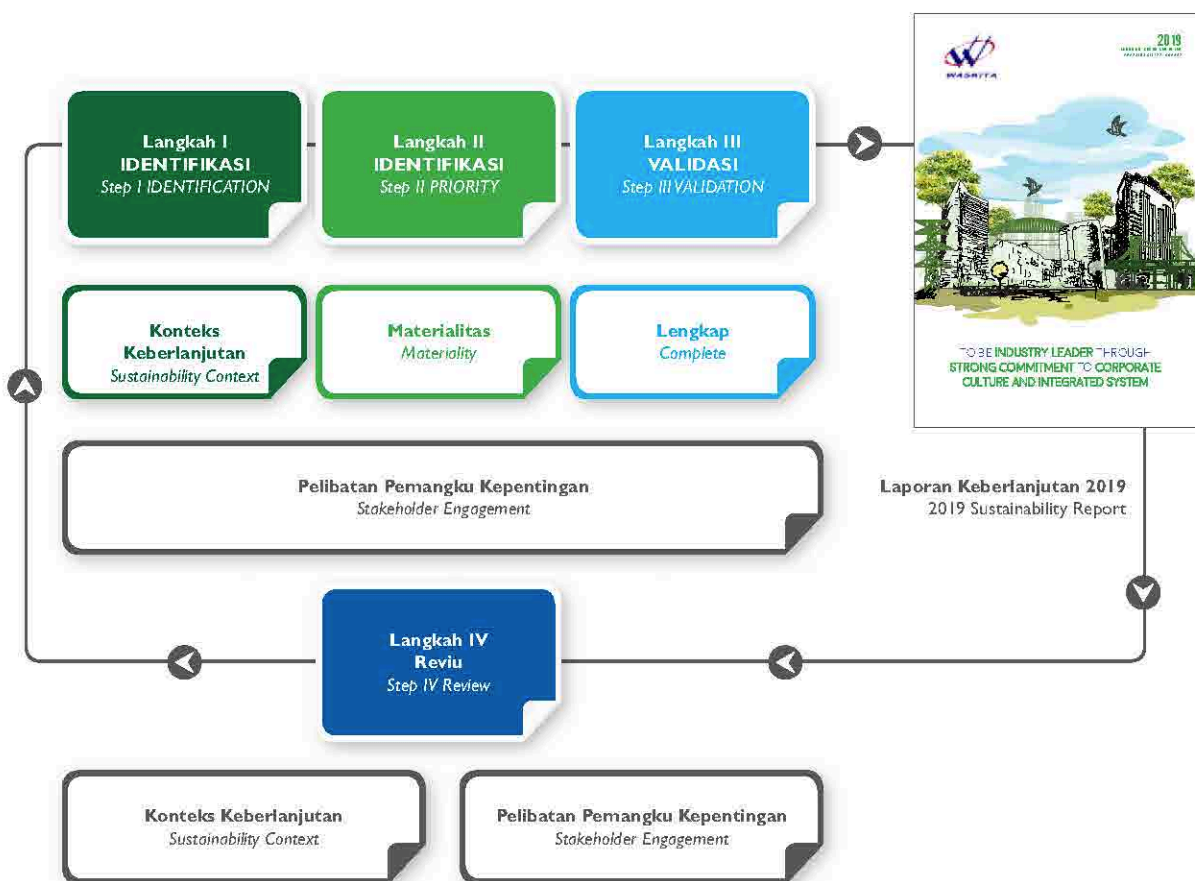 Langkah I
IDENTIFIKASI
Step I IDENTIFICATION
Langkah II
IDENTIFIKASI
Step II PRIORITY
Langkah III
VALIDASI
Step III VALIDATION
WASKITA
2019
TO BE INDUSTRY LEADER THROUGH
STRONG COMMITMENT TO CORPORATE
CULTURE AND INTEGRATED SYSTEM
Konteks
Keberlanjutan
Sustainability Context
Materialitas
Materiality
Lengkap
Complete
Pelibatan Pemangku Kepentingan
Stakeholder Engagement
Laporan Keberlanjutan 2019
2019 Sustainability Report
Langkah IV
Reviu
Step IV Review
Konteks Keberlanjutan
Sustainability Context
Pelibatan Pemangku Kepentingan
Stakeholder Engagement